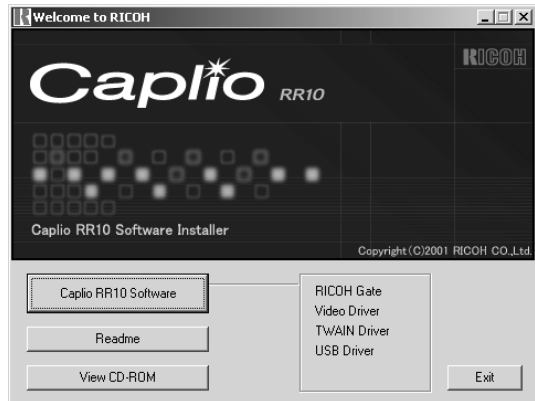 Welcome to RICOH
RICOH
Caplio RR10
Caplio RR10 Software Installer
Copyright (C)2001 RICOH CO.,Ltd.
Caplio RR10 Software
Readme
View CD-ROM
RICOH Gate
Video Driver
TWAIN Driver
USB Driver
Exit